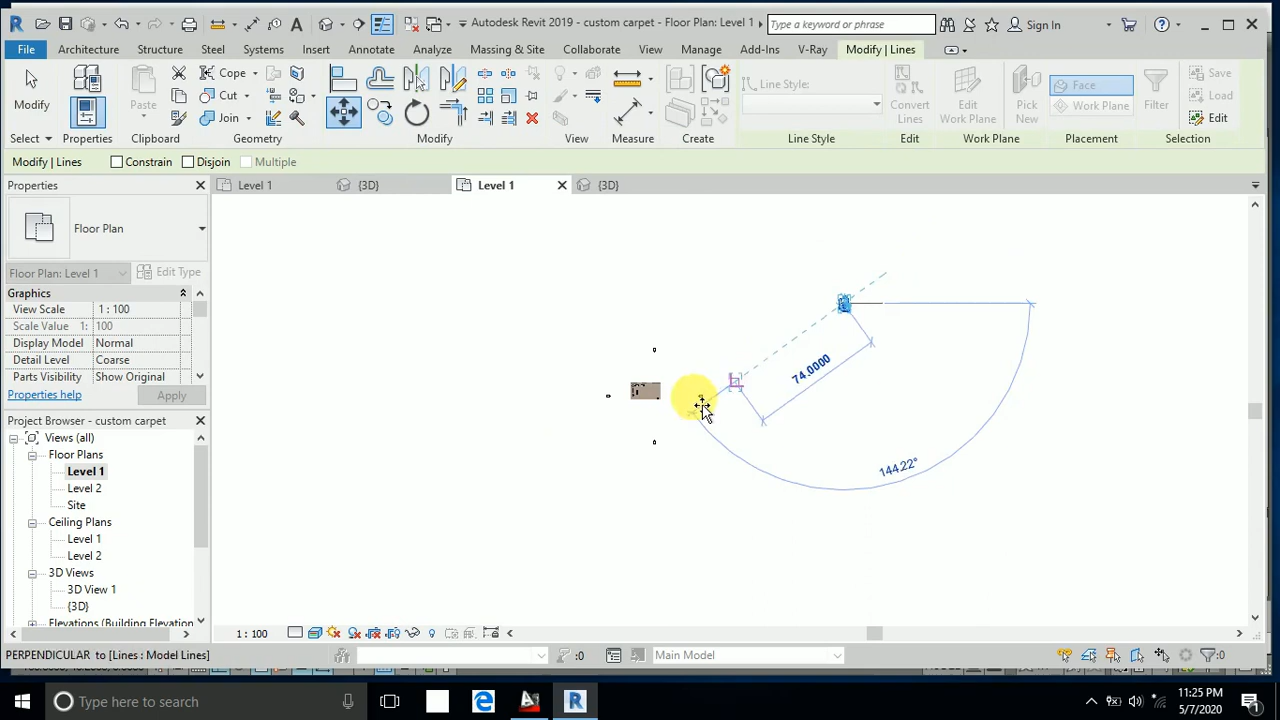 Autodesk Revit 2019 - custom carpet - Floor Plan: Level 1
Type a keyword or phrase
Sign In
File Architecture Structure Steel Systems Insert Annotate Analyze Massing & Site Collaborate View Manage Add-Ins V-Ray Modify | Lines
Modify
Paste
Cope
Cut
Join
Line Style:
Convert Lines
Edit Work Plane
Pick New
Face
Work Plane
Filter
Save
Load
Edit
Select Properties Clipboard Geometry Modify View Measure Create Line Style Edit Work Plane Placement Selection
Modify | Lines Constrain Disjoin Multiple
Properties
Level 1 {3D} Level 1 {3D}
Floor Plan
Floor Plan: Level 1 Edit Type
Graphics
View Scale 1 : 100
Scale Value 1: 100
Display Model Normal
Detail Level Coarse
Parts Visibility Show Original
Properties help Apply
74.0000
144.22°
Project Browser - custom carpet
Views (all)
Floor Plans
Level 1
Level 2
Site
Ceiling Plans
Level 1
Level 2
3D Views
3D View 1
{3D}
Elevations (Building Elevation
1 : 100
PERPENDICULAR to [Lines : Model Lines]
:0
Main Model
:0
Type here to search
11:25 PM
5/7/2020